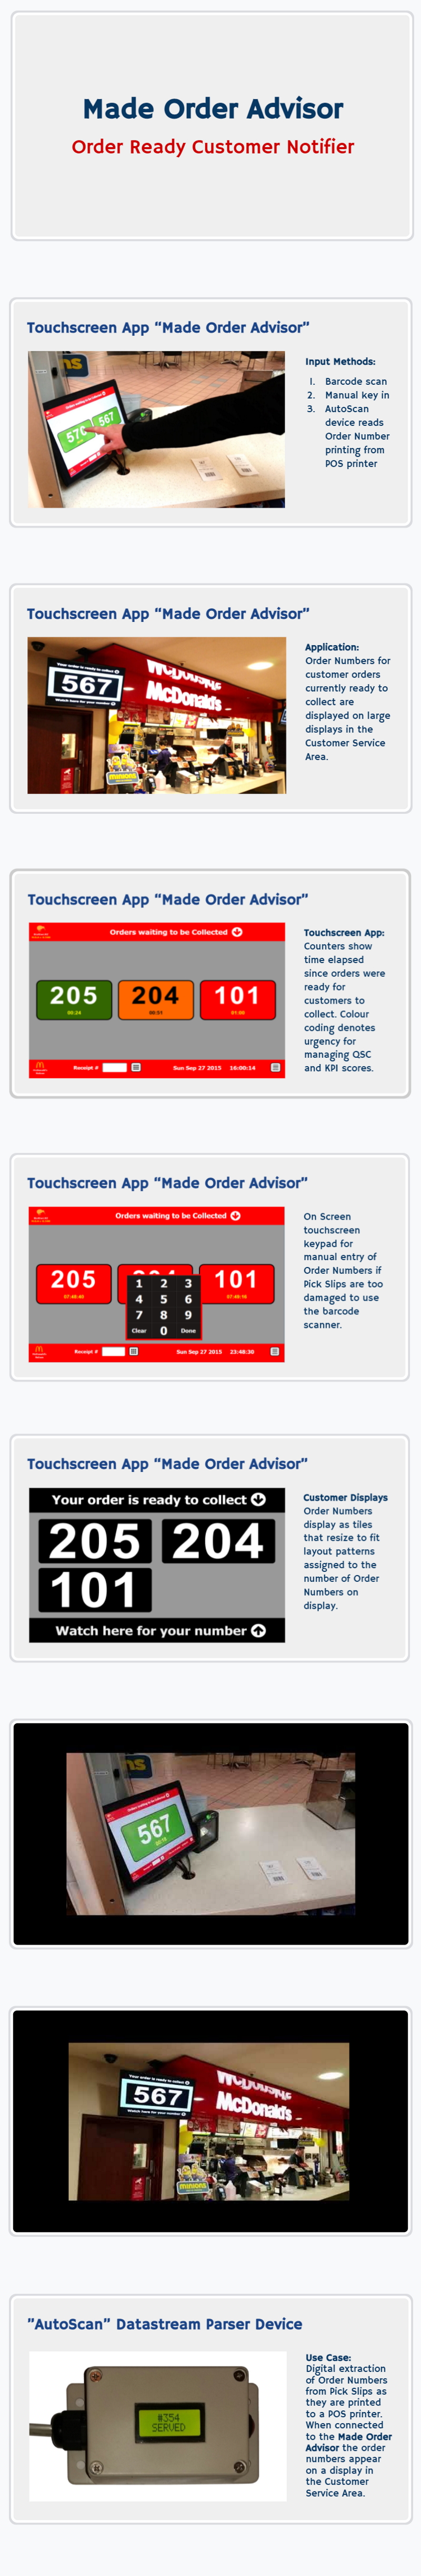 Made Order Advisor
Order Ready Customer Notifier
Touchscreen App “Made Order Advisor”
Input Methods:
1. Barcode scan
2. Manual key in
3. AutoScan
device reads
Order Number
printing from
POS printer
576
567
Touchscreen App “Made Order Advisor”
Your order is ready to collect
567
Watch here for your number
McDonald's
McDonald's
minions
Application:
Order Numbers for
customer orders
currently ready to
collect are
displayed on large
displays in the
Customer Service
Area.
Touchscreen App “Made Order Advisor”
Orders waiting to be Collected
205
204
101
00:24
00:51
Receipt #
Sun Sep 27 2015 16:00:14
Touchscreen App:
Counters show
time elapsed
since orders were
ready for
customers to
collect. Colour
coding denotes
urgency for
managing QSC
and KPI scores.
Touchscreen App “Made Order Advisor”
Orders waiting to be Collected
205
101
1 2 3
4 5 6
7 8 9
Clear 0 Done
Receipt #
Sun Sep 27 2015 23:48:30
On Screen
touchscreen
keypad for
manual entry of
Order Numbers if
Pick Slips are too
damaged to use
the barcode
scanner.
Touchscreen App “Made Order Advisor”
Your order is ready to collect
205 204
101
Watch here for your number
Customer Displays
Order Numbers
display as tiles
that resize to fit
layout patterns
assigned to the
number of Order
Numbers on
display.
567
Your order is ready to collect
567
Watch here for your number
McDonald's
McDonald's
minions
”AutoScan” Datastream Parser Device
#354
SERVED
Use Case:
Digital extraction
of Order Numbers
from Pick Slips as
they are printed
to a POS printer.
When connected
to the Made Order
Advisor the order
numbers appear
on a display in
the Customer
Service Area.